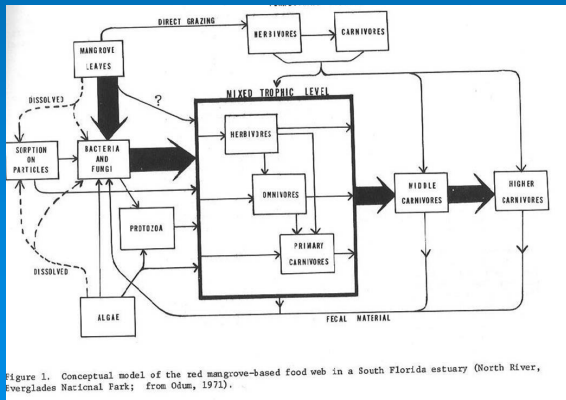 DIRECT GRAZING
HERBIVORES
CARNIVORES
MANGROVE
LEAVES
MIXED TROPHIC LEVEL
?
DISSOLVED
SORPTION
ON
PARTICLES
BACTERIA
AND
FUNGI
HERBIVORES
OMNIVORES
MIDDLE
CARNIVORES
HIGHER
CARNIVORES
PROTOZOA
PRIMARY
CARNIVORES
DISSOLVED
ALGAE
FECAL MATERIAL
Figure 1. Conceptual model of the red mangrove-based food web in a South Florida estuary (North River,
Everglades National Park; from Odum, 1971).